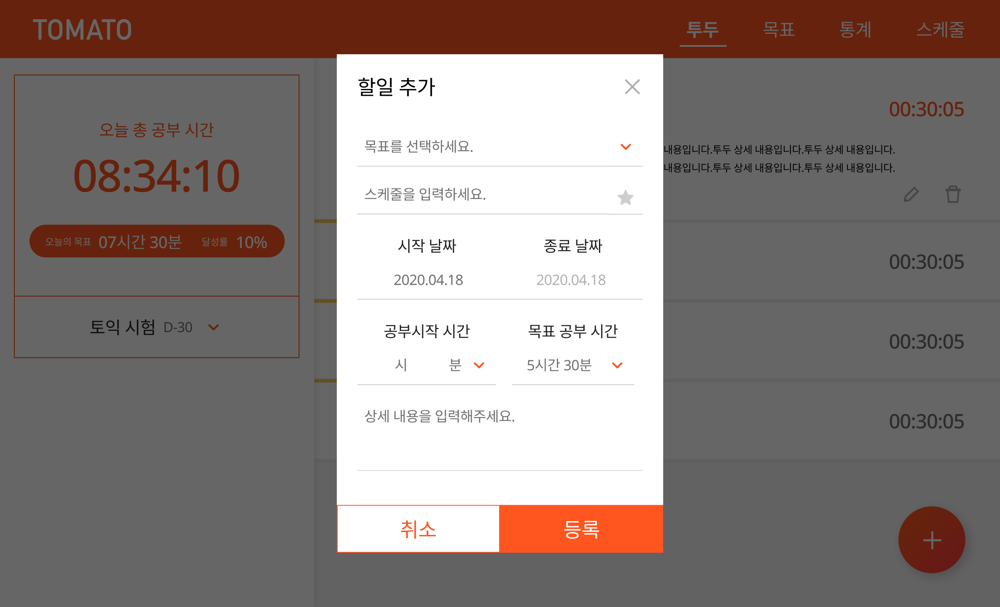 TOMATO
투두 목표 통계 스케줄
오늘 총 공부 시간
08:34:10
오늘의 목표 07시간 30분 달성률 10%
토익 시험 D-30
할일 추가
목표를 선택하세요.
스케줄을 입력하세요.
시작 날짜 종료 날짜
2020.04.18 2020.04.18
공부시작 시간 목표 공부 시간
시 분 5시간 30분
상세 내용을 입력해주세요.
취소 등록
00:30:05
내용입니다.투두 상세 내용입니다.투두 상세 내용입니다.
내용입니다.투두 상세 내용입니다.투두 상세 내용입니다.
00:30:05
00:30:05
00:30:05